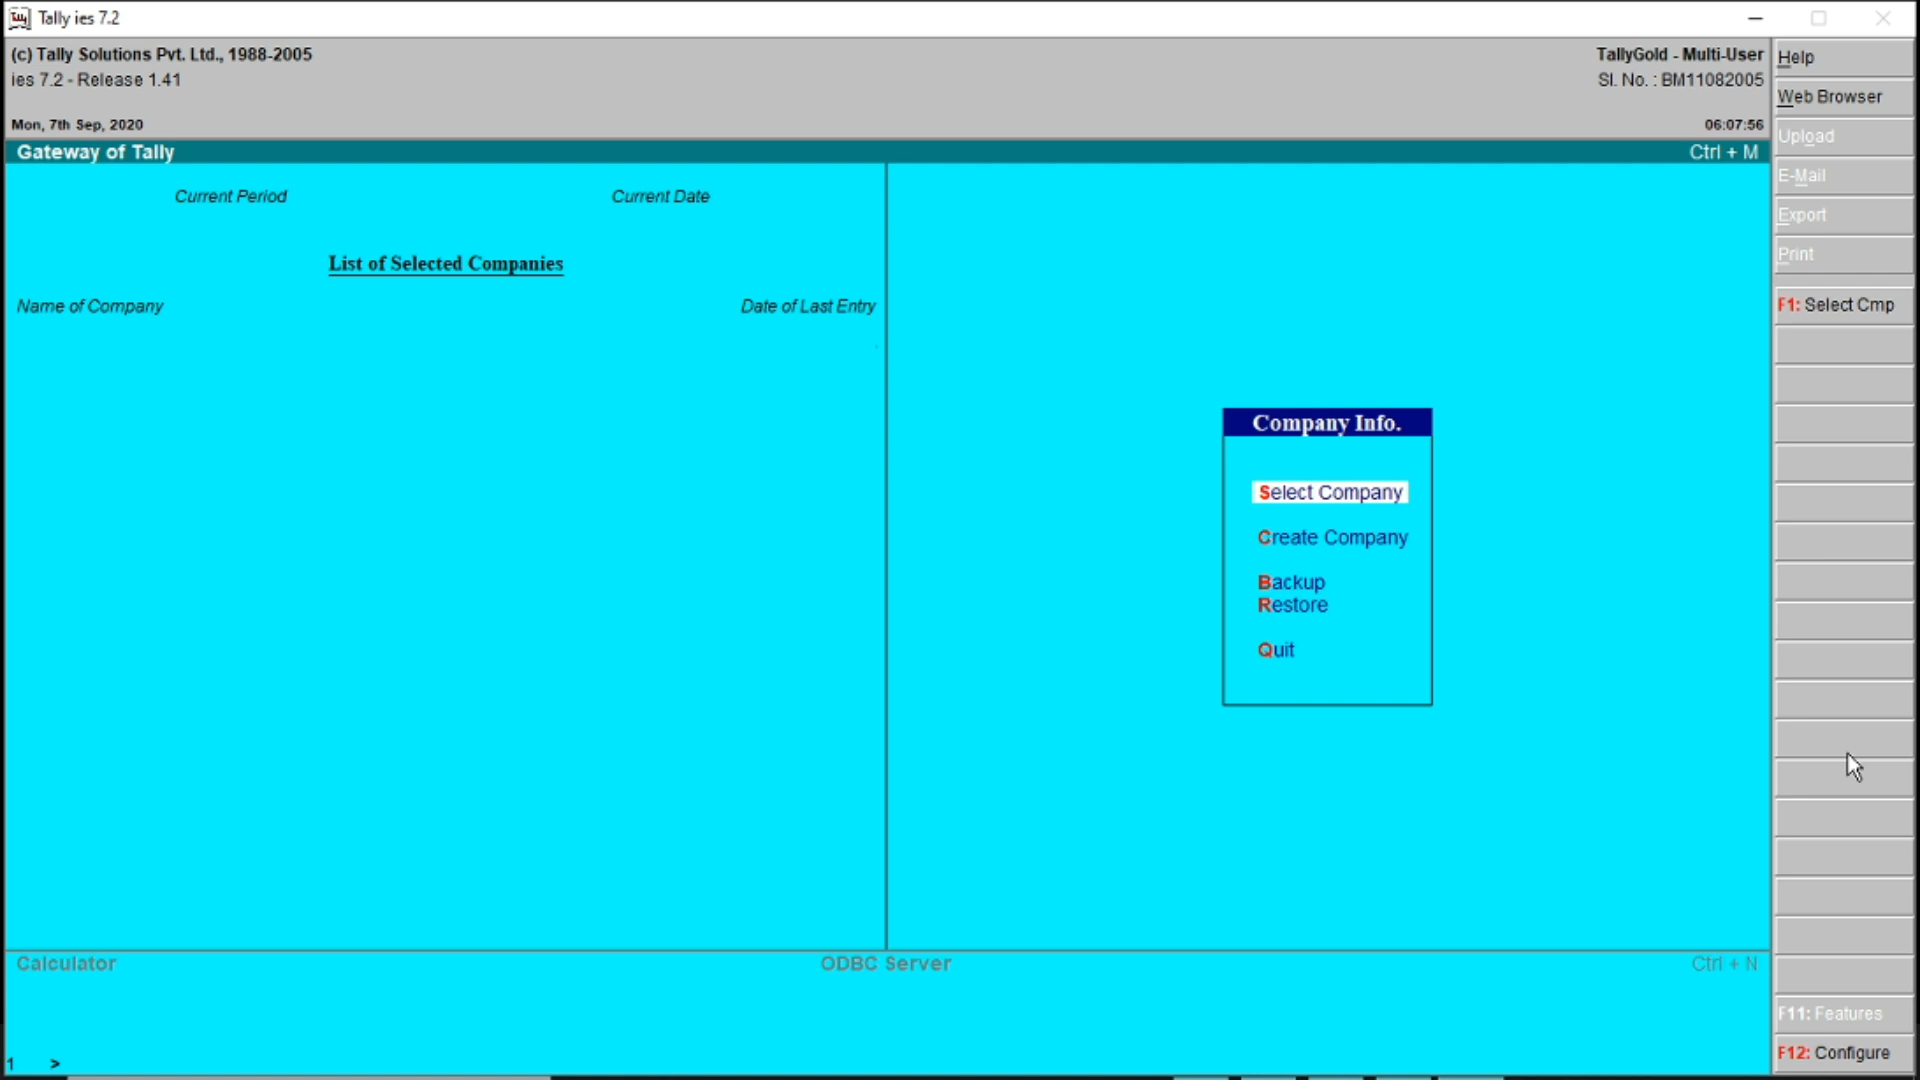 Tally ies 7.2
(c) Tally Solutions Pvt. Ltd., 1988-2005
TallyGold - Multi-User
ies 7.2 - Release 1.41
Sl. No. : BM11082005
Mon, 7th Sep, 2020
06:07:56
Gateway of Tally
Ctrl + M
Current Period
Current Date
List of Selected Companies
Name of Company
Date of Last Entry
Company Info.
Select Company
Create Company
Backup
Restore
Quit
Calculator
ODBC Server
Ctrl + N
1 >
Help
Web Browser
Upload
E-Mail
Export
Print
F1: Select Cmp
F11: Features
F12: Configure